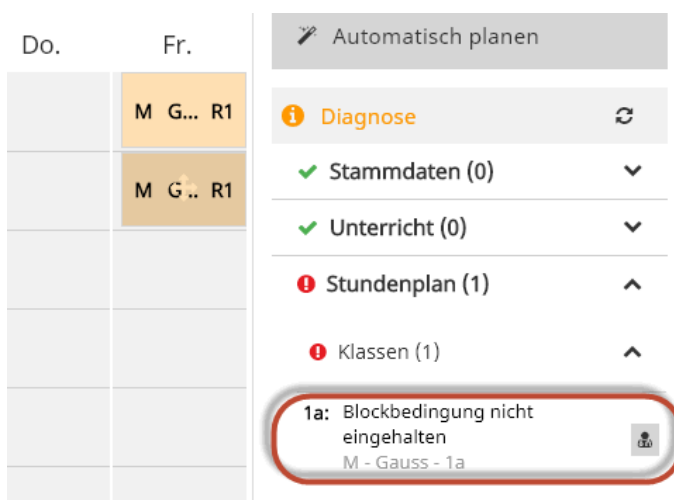 Do. Fr.
M G... R1
M G... R1
Automatisch planen
Diagnose
Stammdaten (0)
Unterricht (0)
Stundenplan (1)
Klassen (1)
1a: Blockbedingung nicht
eingehalten
M - Gauss - 1a